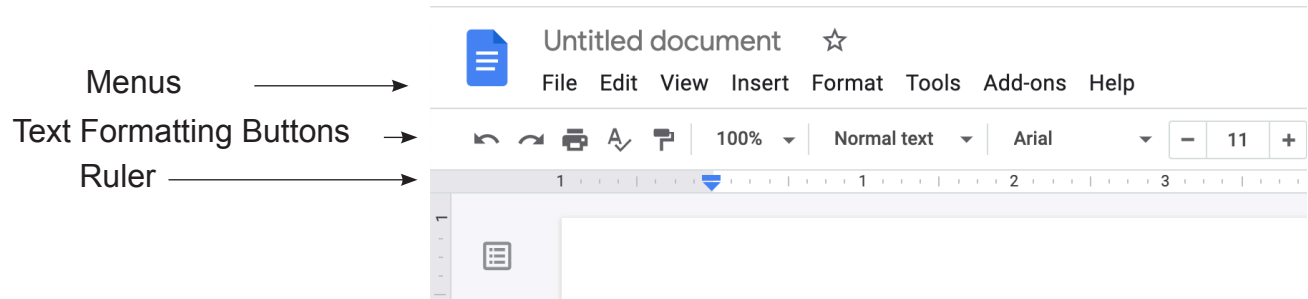 Untitled document
Menus
File Edit View Insert Format Tools Add-ons Help
Text Formatting Buttons
100% Normal text Arial 11
Ruler
1 1 2 3
1